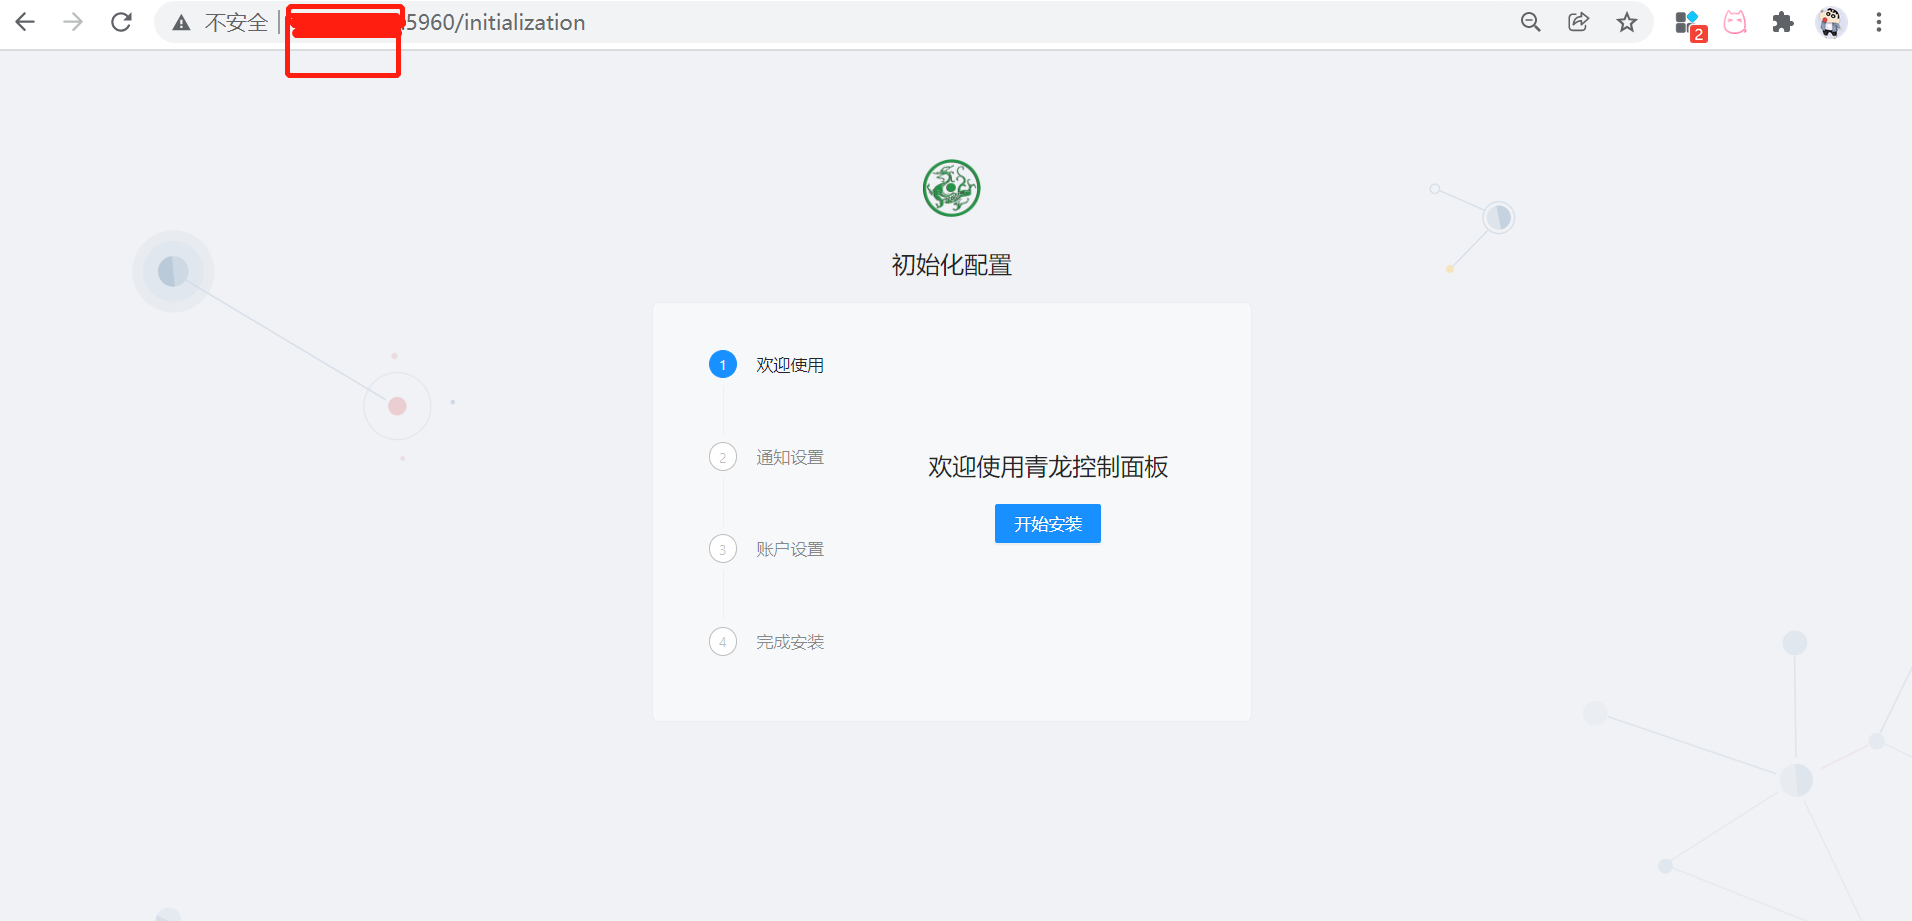 不安全
5960/initialization
2
初始化配置
1 欢迎使用
2 通知设置
欢迎使用青龙控制面板
开始安装
3 账户设置
4 完成安装